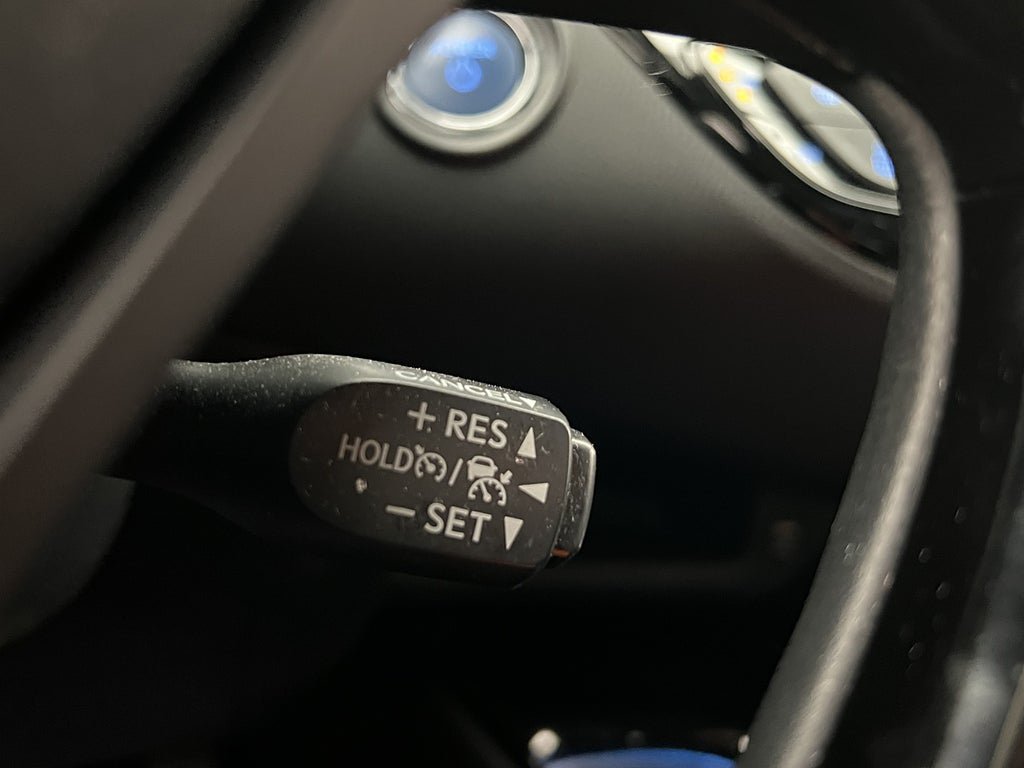 CANCEL▼
+ RES ▲
HOLD / ◄
− SET ▼